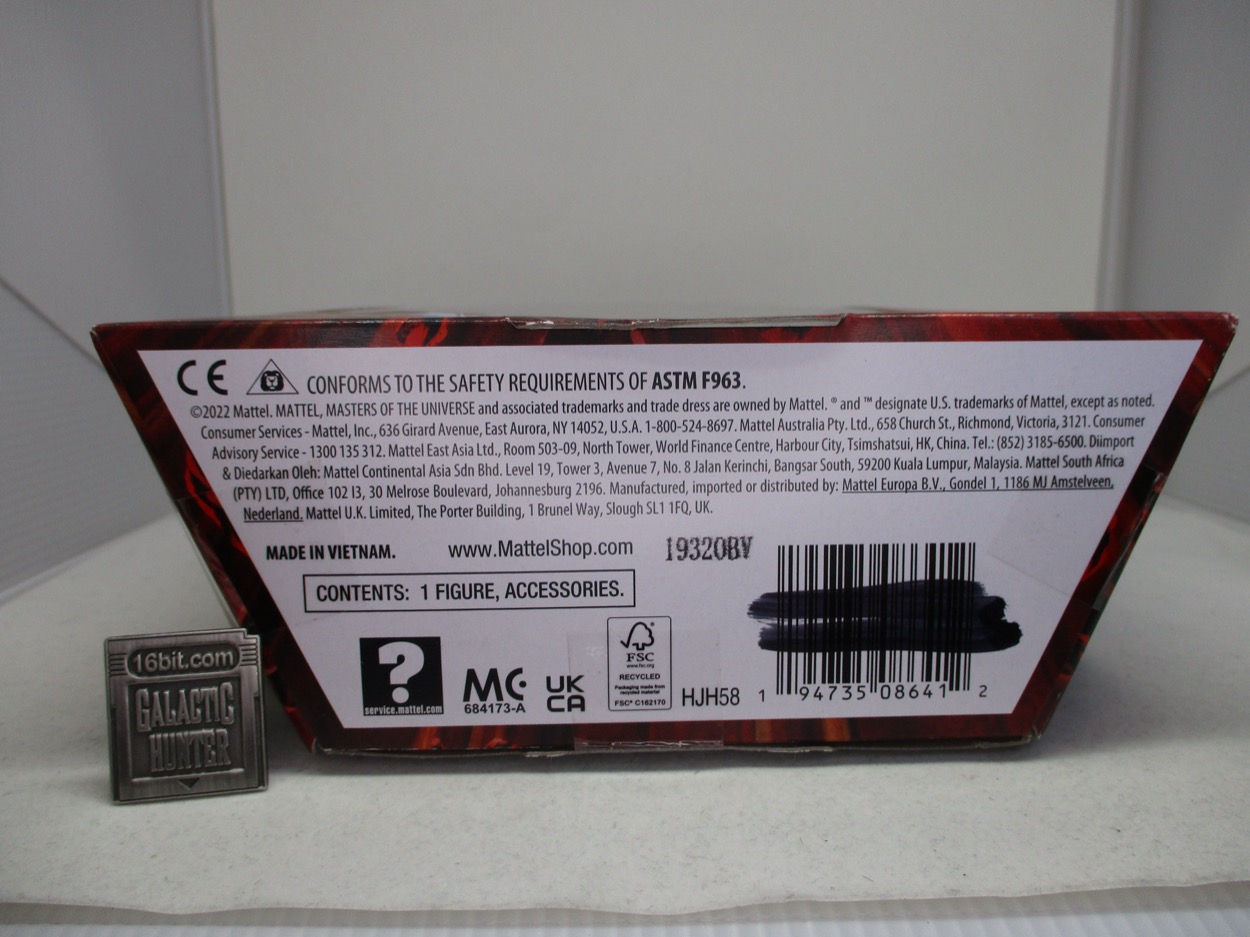 CE CONFORMS TO THE SAFETY REQUIREMENTS OF ASTM F963.
©2022 Mattel. MATTEL, MASTERS OF THE UNIVERSE and associated trademarks and trade dress are owned by Mattel. ® and ™ designate U.S. trademarks of Mattel, except as noted.
Consumer Services - Mattel, Inc., 636 Girard Avenue, East Aurora, NY 14052, U.S.A. 1-800-524-8697. Mattel Australia Pty. Ltd., 658 Church St., Richmond, Victoria, 3121. Consumer
Advisory Service - 1300 135 312. Mattel East Asia Ltd., Room 503-09, North Tower, World Finance Centre, Harbour City, Tsimshatsui, HK, China. Tel.: (852) 3185-6500. Diimport
& Diedarkan Oleh: Mattel Continental Asia Sdn Bhd. Level 19, Tower 3, Avenue 7, No. 8 Jalan Kerinchi, Bangsar South, 59200 Kuala Lumpur, Malaysia. Mattel South Africa
(PTY) LTD, Office 102 I3, 30 Melrose Boulevard, Johannesburg 2196. Manufactured, imported or distributed by: Mattel Europa B.V., Gondel 1, 1186 MJ Amstelveen,
Nederland. Mattel U.K. Limited, The Porter Building, 1 Brunel Way, Slough SL1 1FQ, UK.
MADE IN VIETNAM. www.MattelShop.com 19320BV
CONTENTS: 1 FIGURE, ACCESSORIES.
?
service.mattel.com
MC
684173-A
UK
CA
FSC
www.fsc.org
RECYCLED
Packaging made from
recycled material
FSC® C162170
HJH58
1 94735 08641 2
16bit.com
GALACTIC
HUNTER